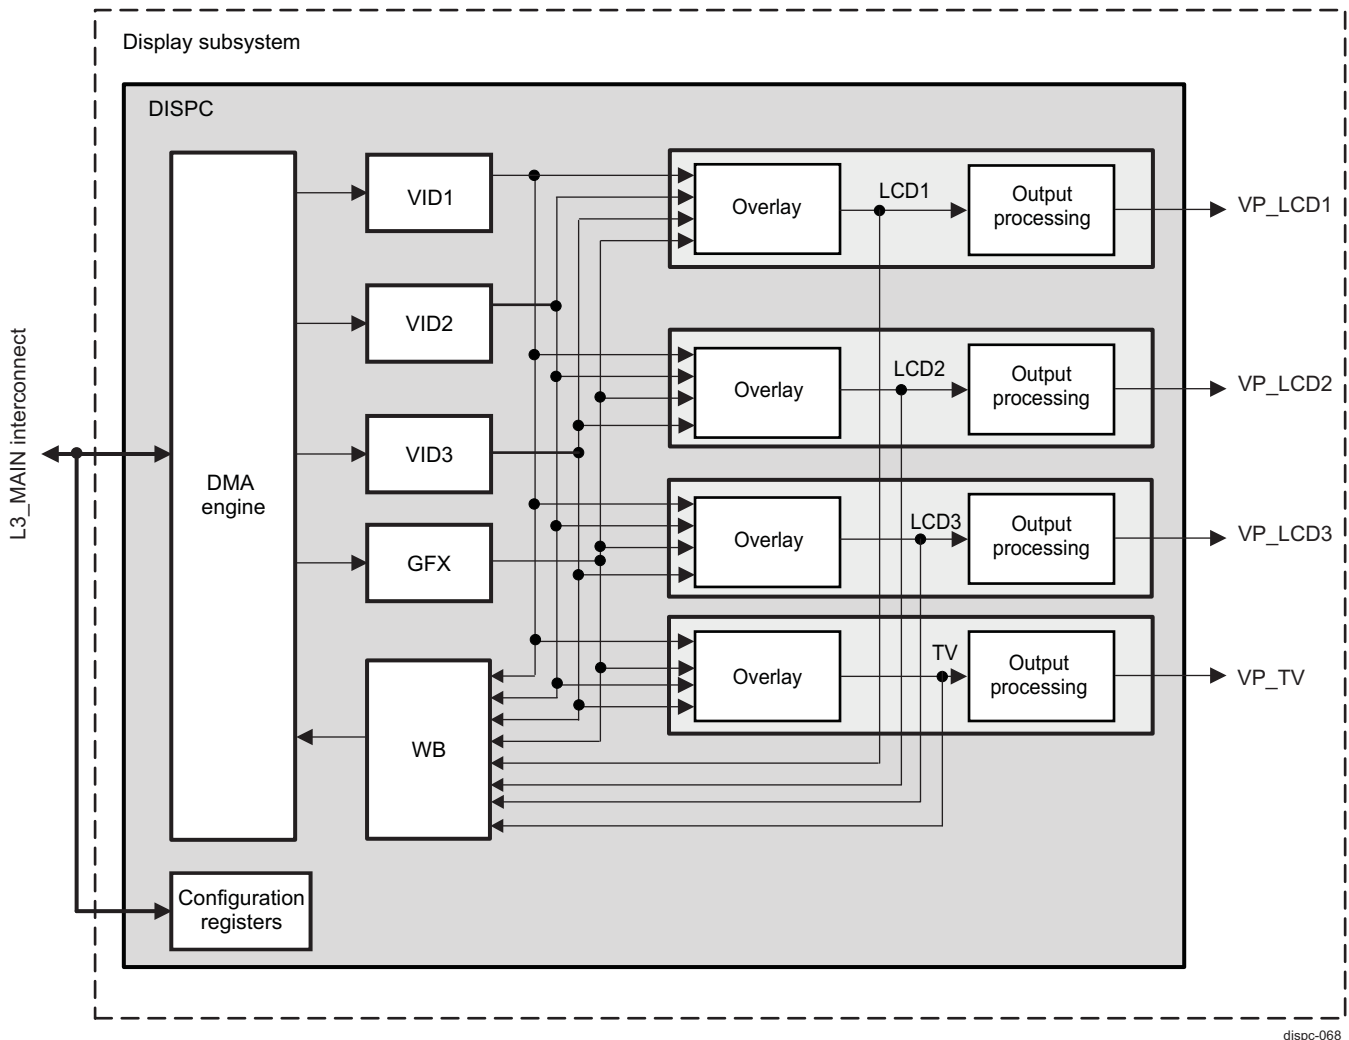 Display subsystem
DISPC
VID1
VID2
VID3
GFX
WB
DMA
engine
L3_MAIN interconnect
Configuration
registers
Overlay
LCD1
Output
processing
VP_LCD1
Overlay
LCD2
Output
processing
VP_LCD2
Overlay
LCD3
Output
processing
VP_LCD3
Overlay
TV
Output
processing
VP_TV
dispc-068